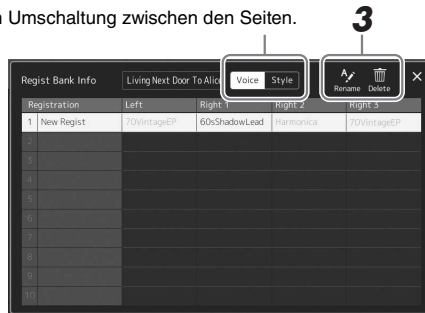 Umschaltung zwischen den Seiten.
3
Regist Bank Info Living Next Door To Alice Voice Style Rename Delete
Registration Left Right 1 Right 2 Right 3
1 New Regist 70VintageEP 60sShadowLead Harmonica 70VintageEP
2
3
4
5
6
7
8
9
10